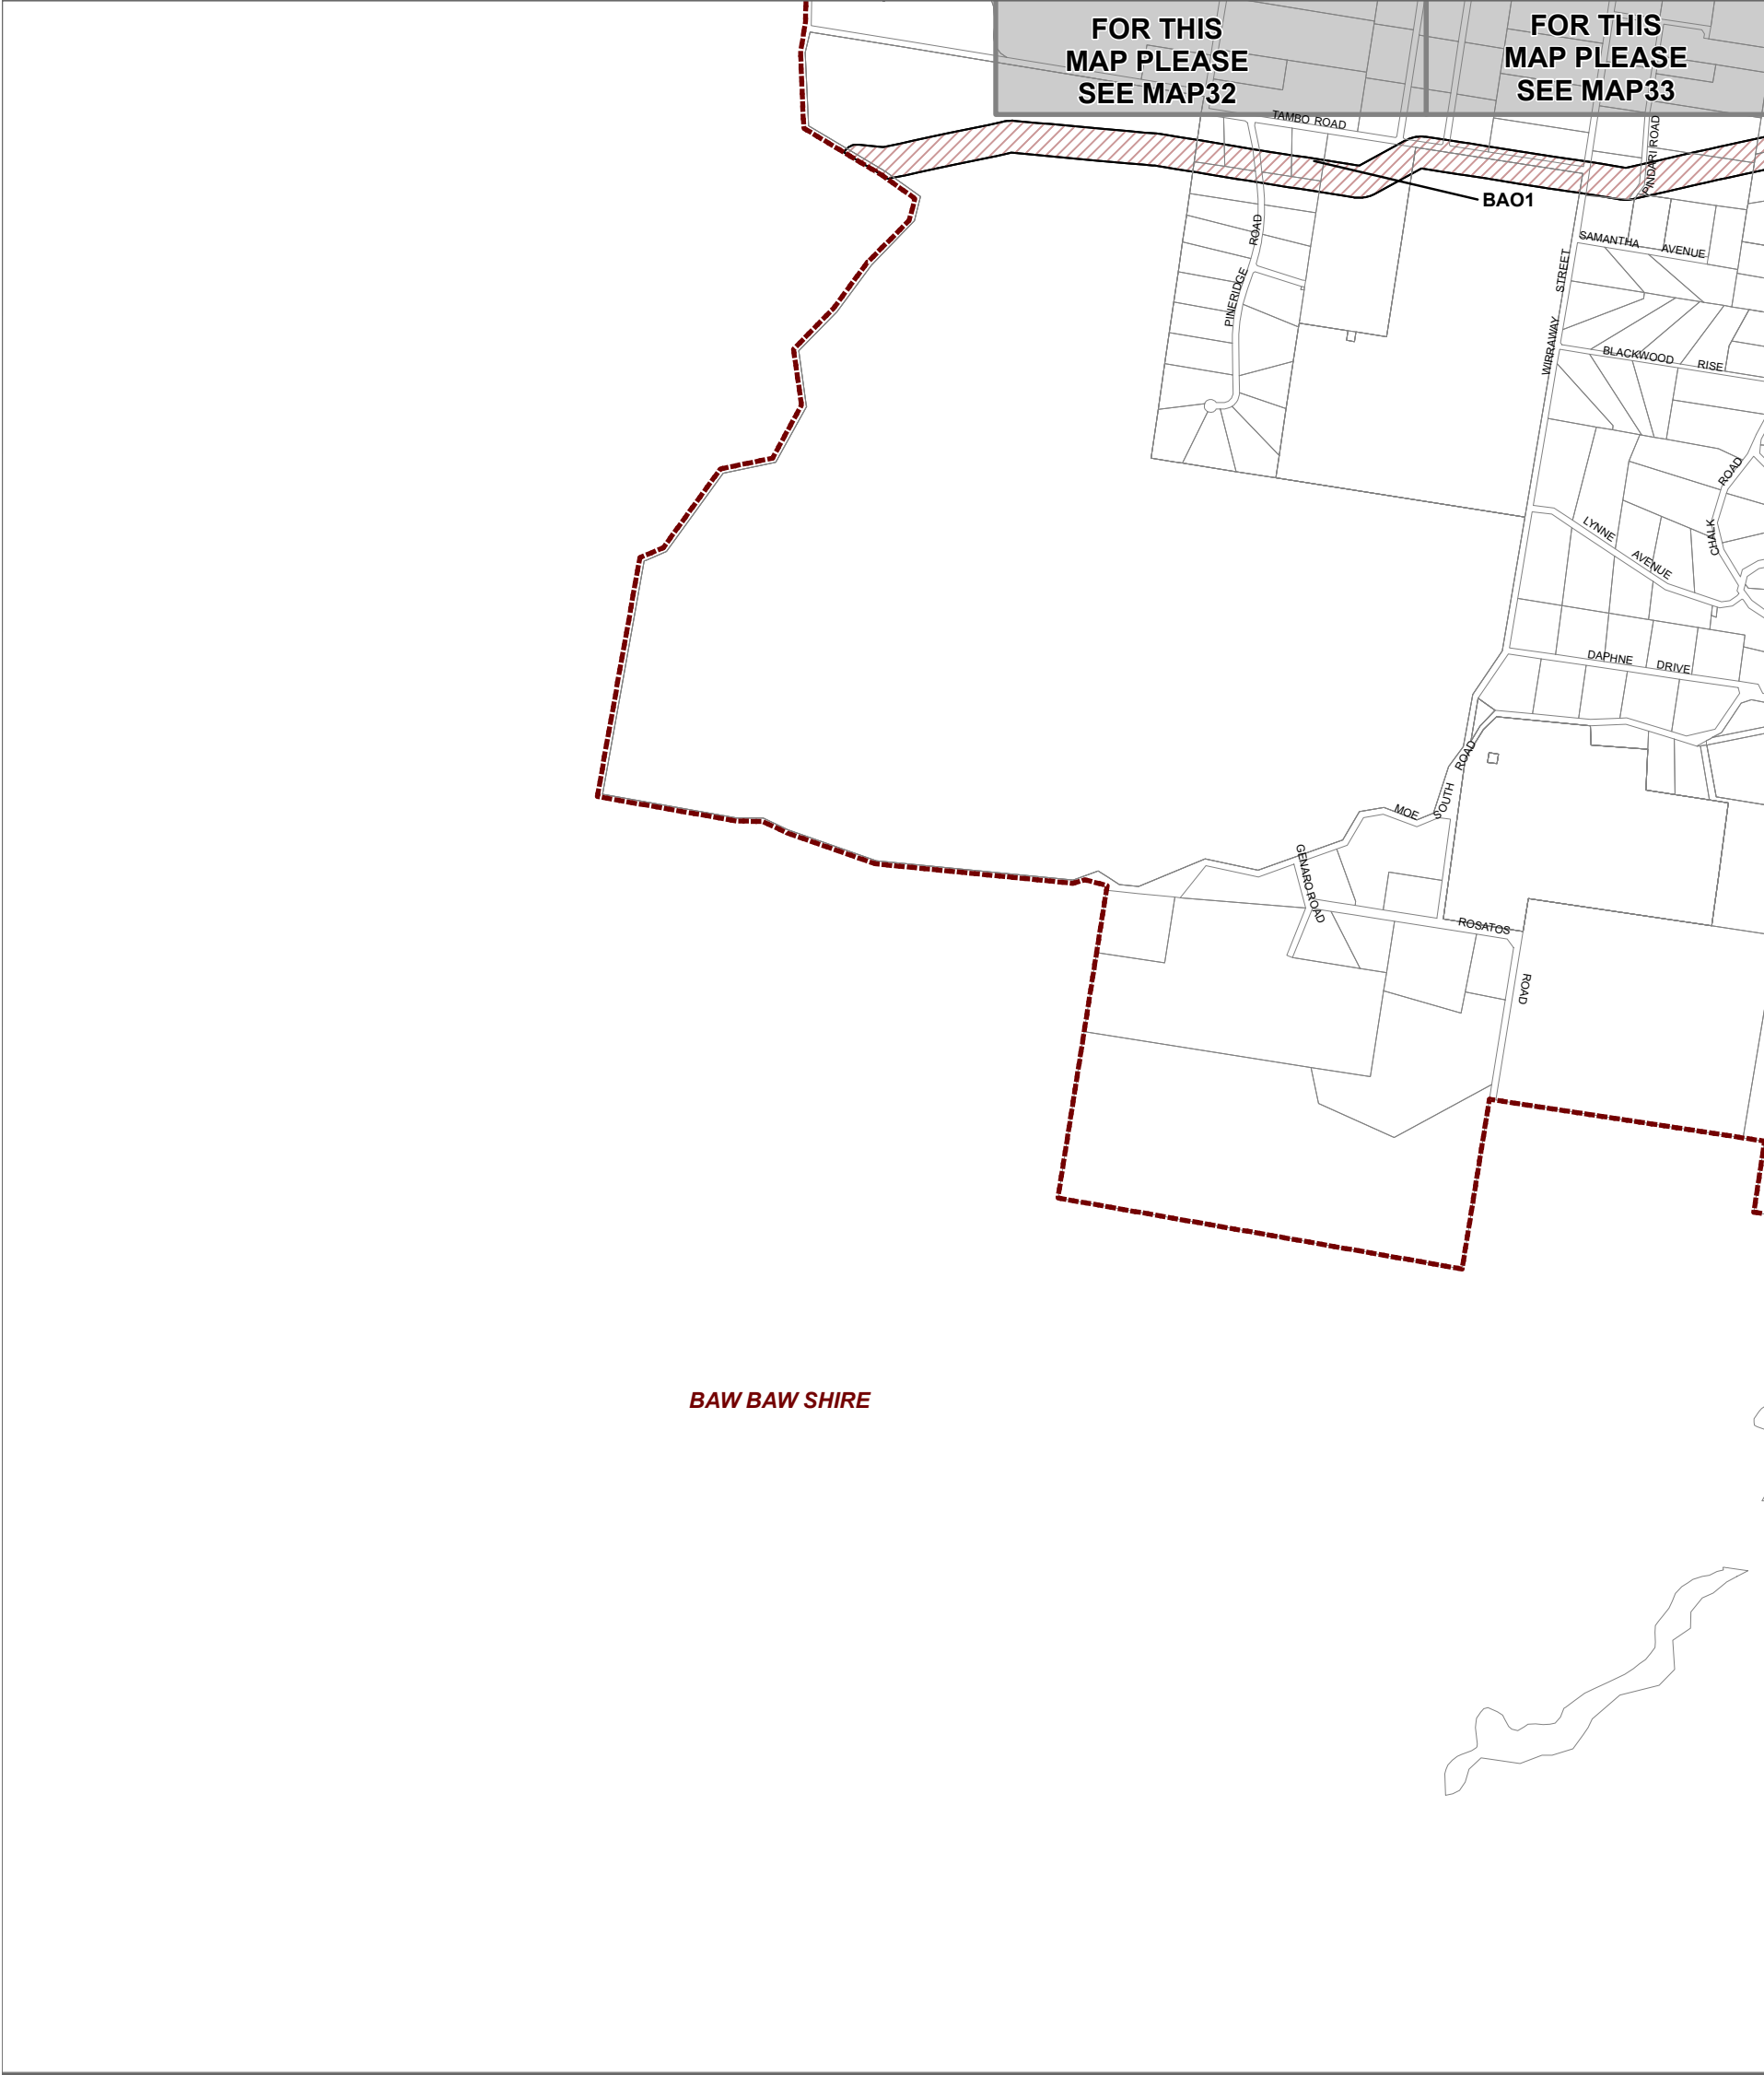 FOR THIS
MAP PLEASE
SEE MAP32
FOR THIS
MAP PLEASE
SEE MAP33
TAMBO ROAD
PINDARI ROAD
BAO1
PINERIDGE ROAD
SAMANTHA AVENUE
WIRRAWAY STREET
BLACKWOOD RISE
CHALK ROAD
LYNNE AVENUE
DAPHNE DRIVE
MOE SOUTH ROAD
GENARO ROAD
ROSATOS ROAD
BAW BAW SHIRE